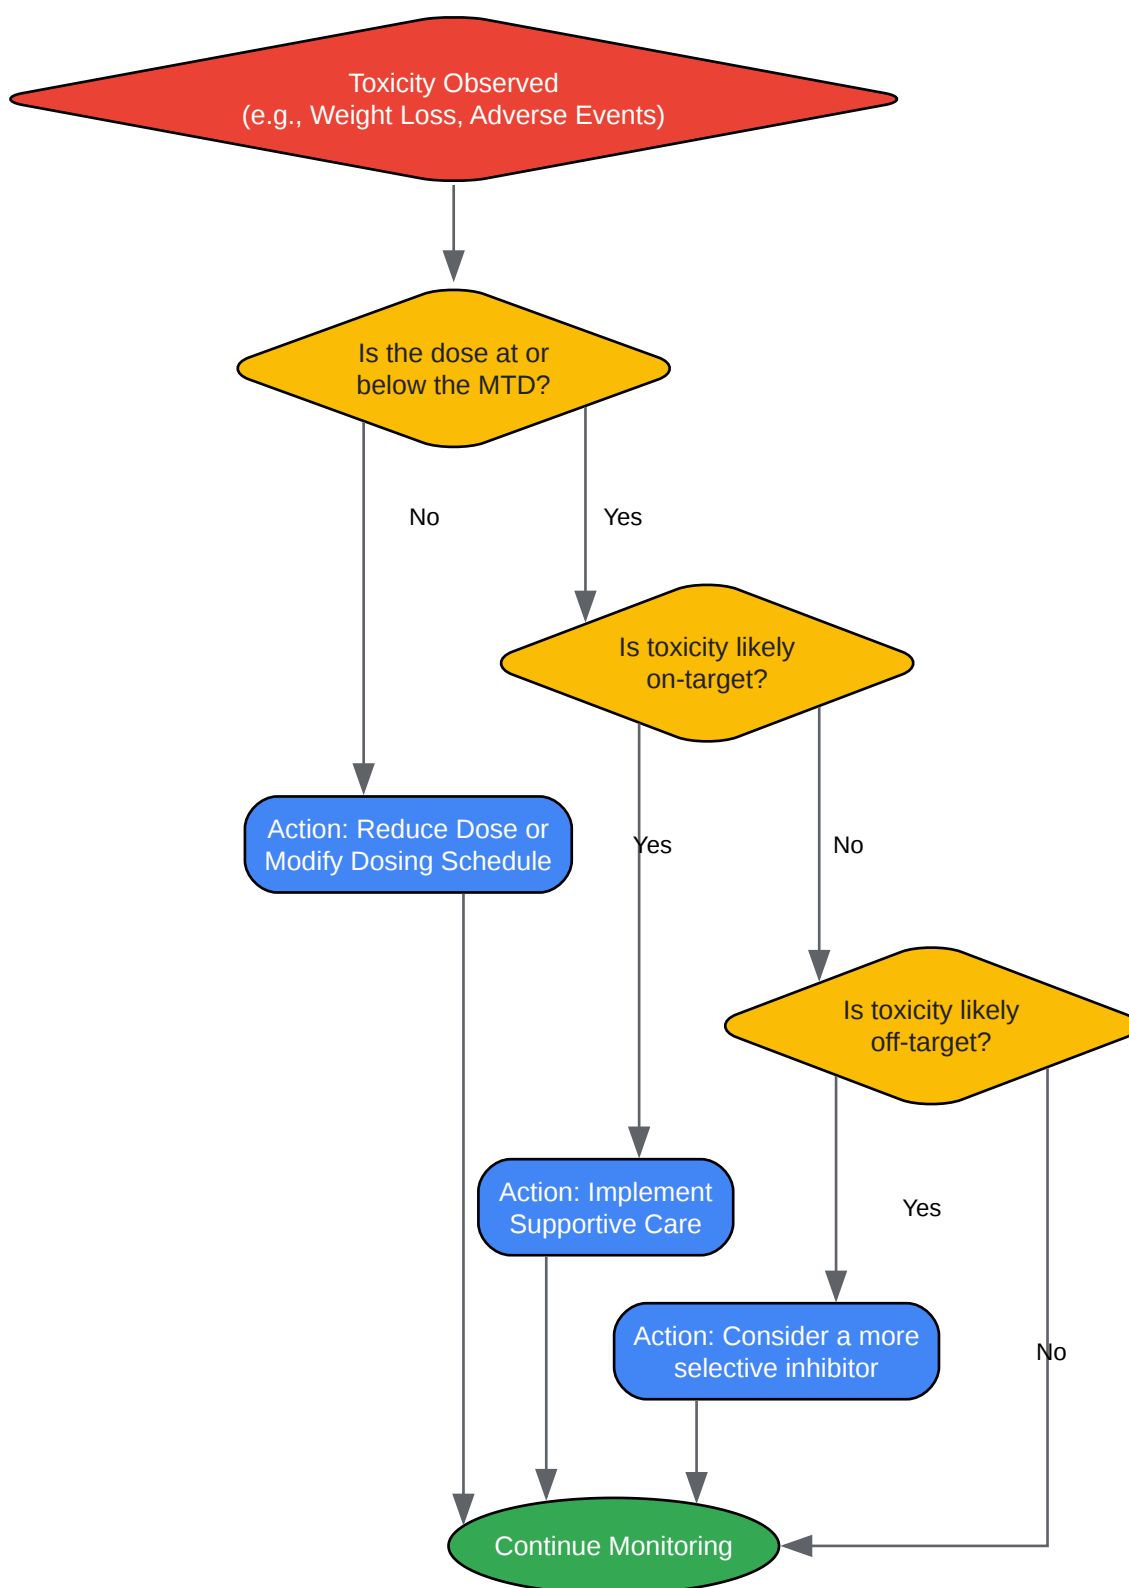 Toxicity Observed
(e.g., Weight Loss, Adverse Events)
Is the dose at or
below the MTD?
No
Yes
Is toxicity likely
on-target?
Action: Reduce Dose or
Modify Dosing Schedule
Yes
No
Is toxicity likely
off-target?
Action: Implement
Supportive Care
Yes
Action: Consider a more
selective inhibitor
No
Continue Monitoring